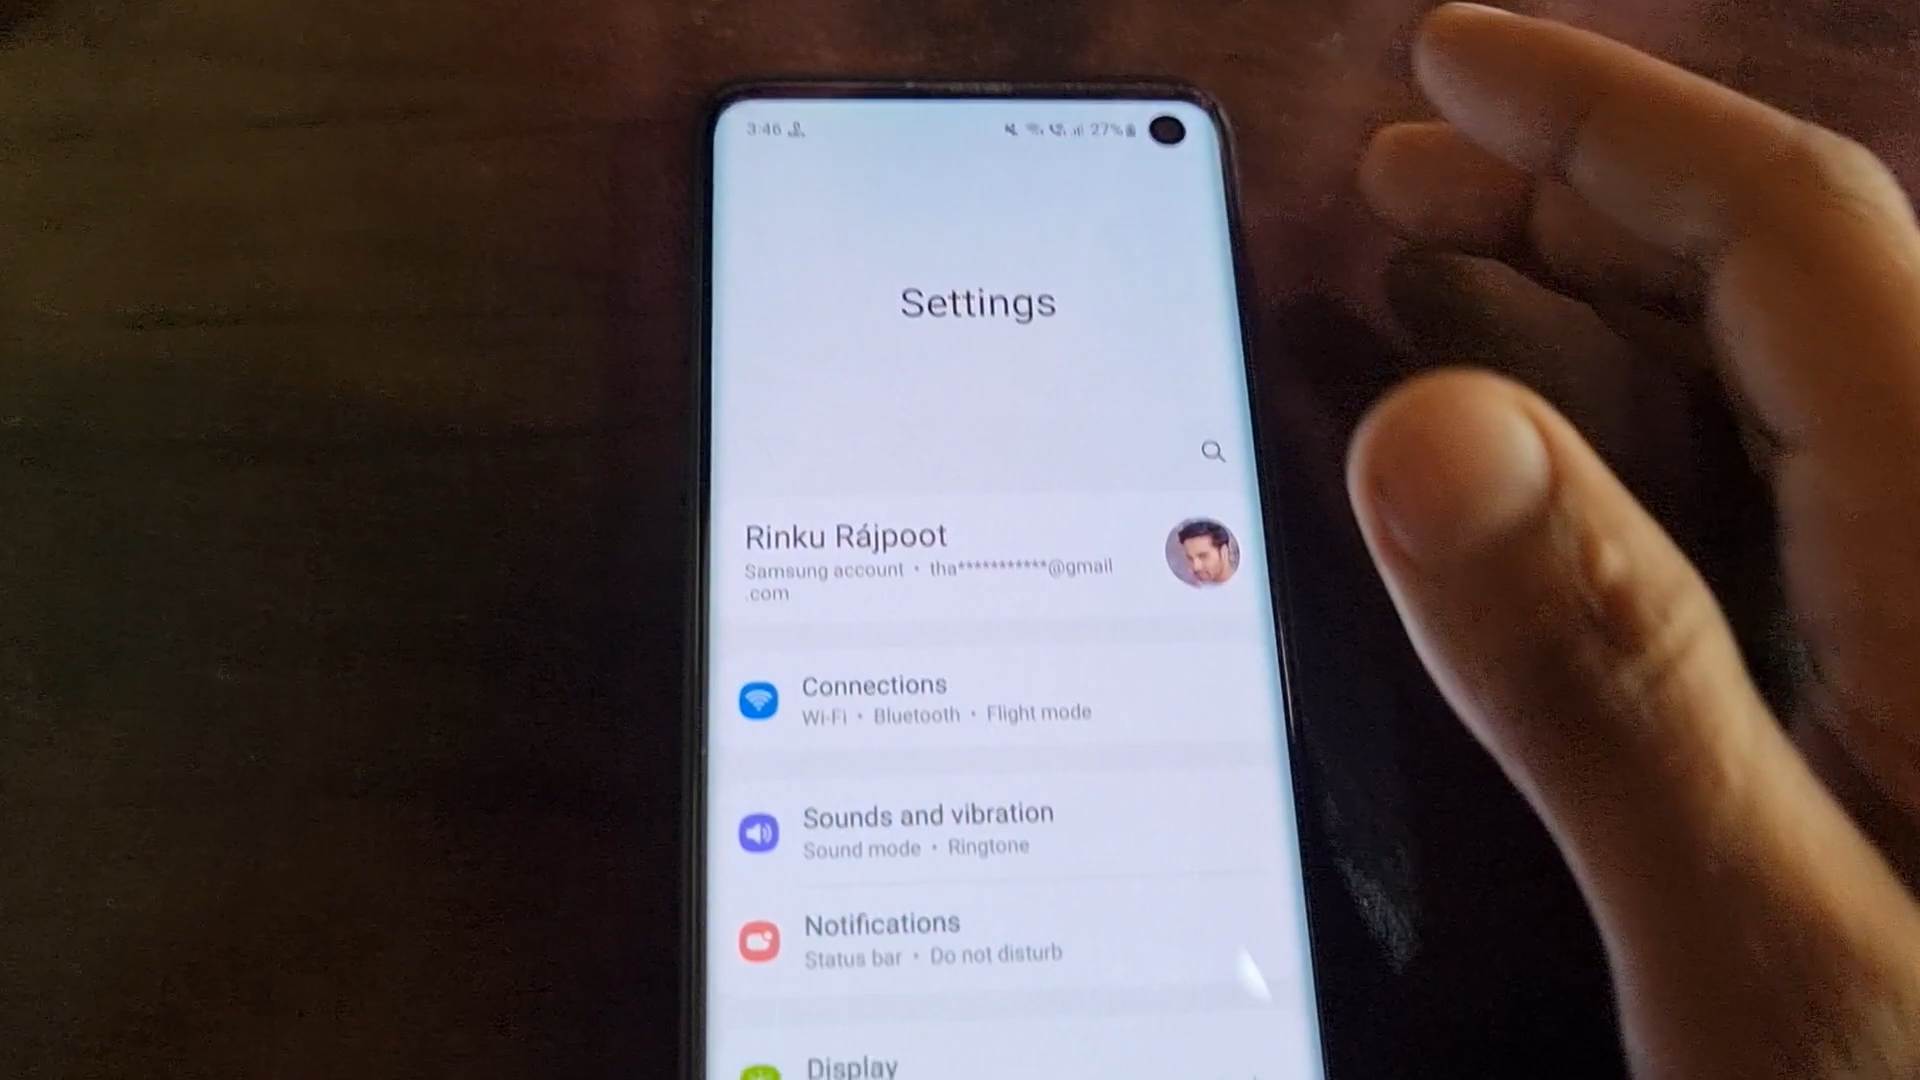 3:46
27%
Settings
Rinku Rájpoot
Samsung account • tha***********@gmail
.com
Connections
Wi-Fi • Bluetooth • Flight mode
Sounds and vibration
Sound mode • Ringtone
Notifications
Status bar • Do not disturb
Display